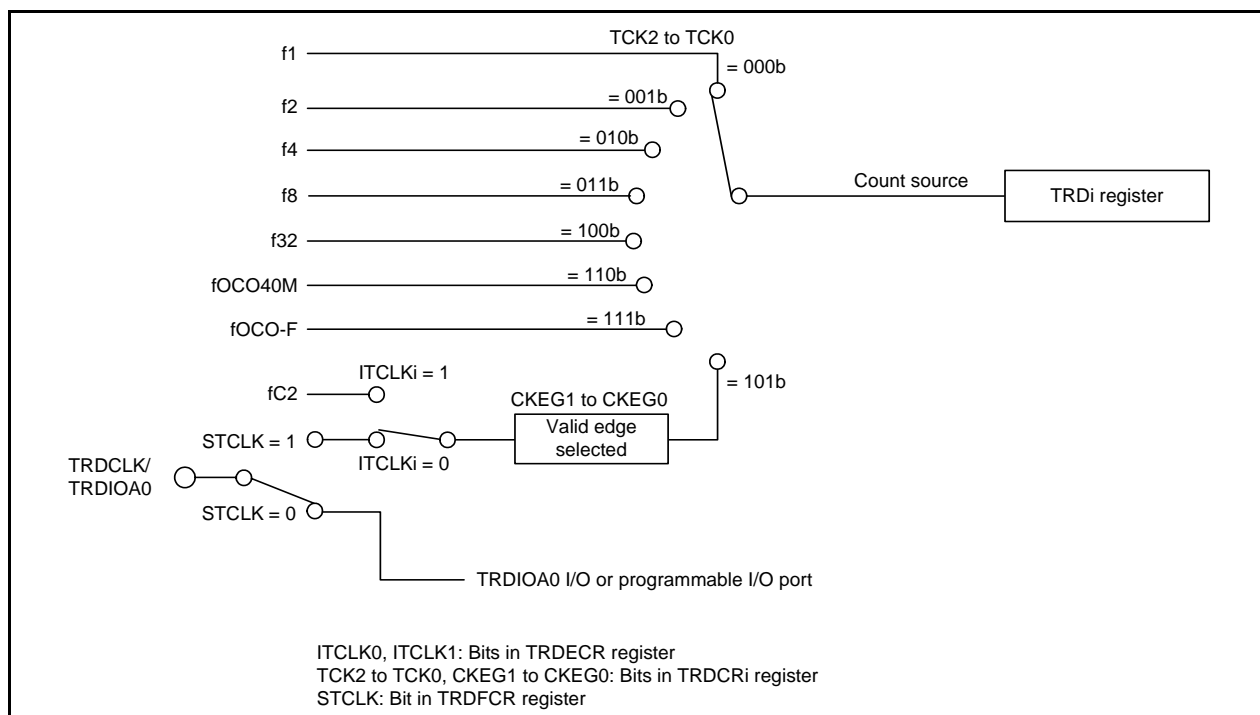 TCK2 to TCK0
f1
= 000b
f2
= 001b
f4
= 010b
f8
= 011b
Count source
TRDi register
f32
= 100b
fOCO40M
= 110b
fOCO-F
= 111b
fC2
ITCLKi = 1
= 101b
CKEG1 to CKEG0
Valid edge
selected
STCLK = 1
ITCLKi = 0
TRDCLK/
TRDIOA0
STCLK = 0
TRDIOA0 I/O or programmable I/O port
ITCLK0, ITCLK1: Bits in TRDECR register
TCK2 to TCK0, CKEG1 to CKEG0: Bits in TRDCRi register
STCLK: Bit in TRDFCR register